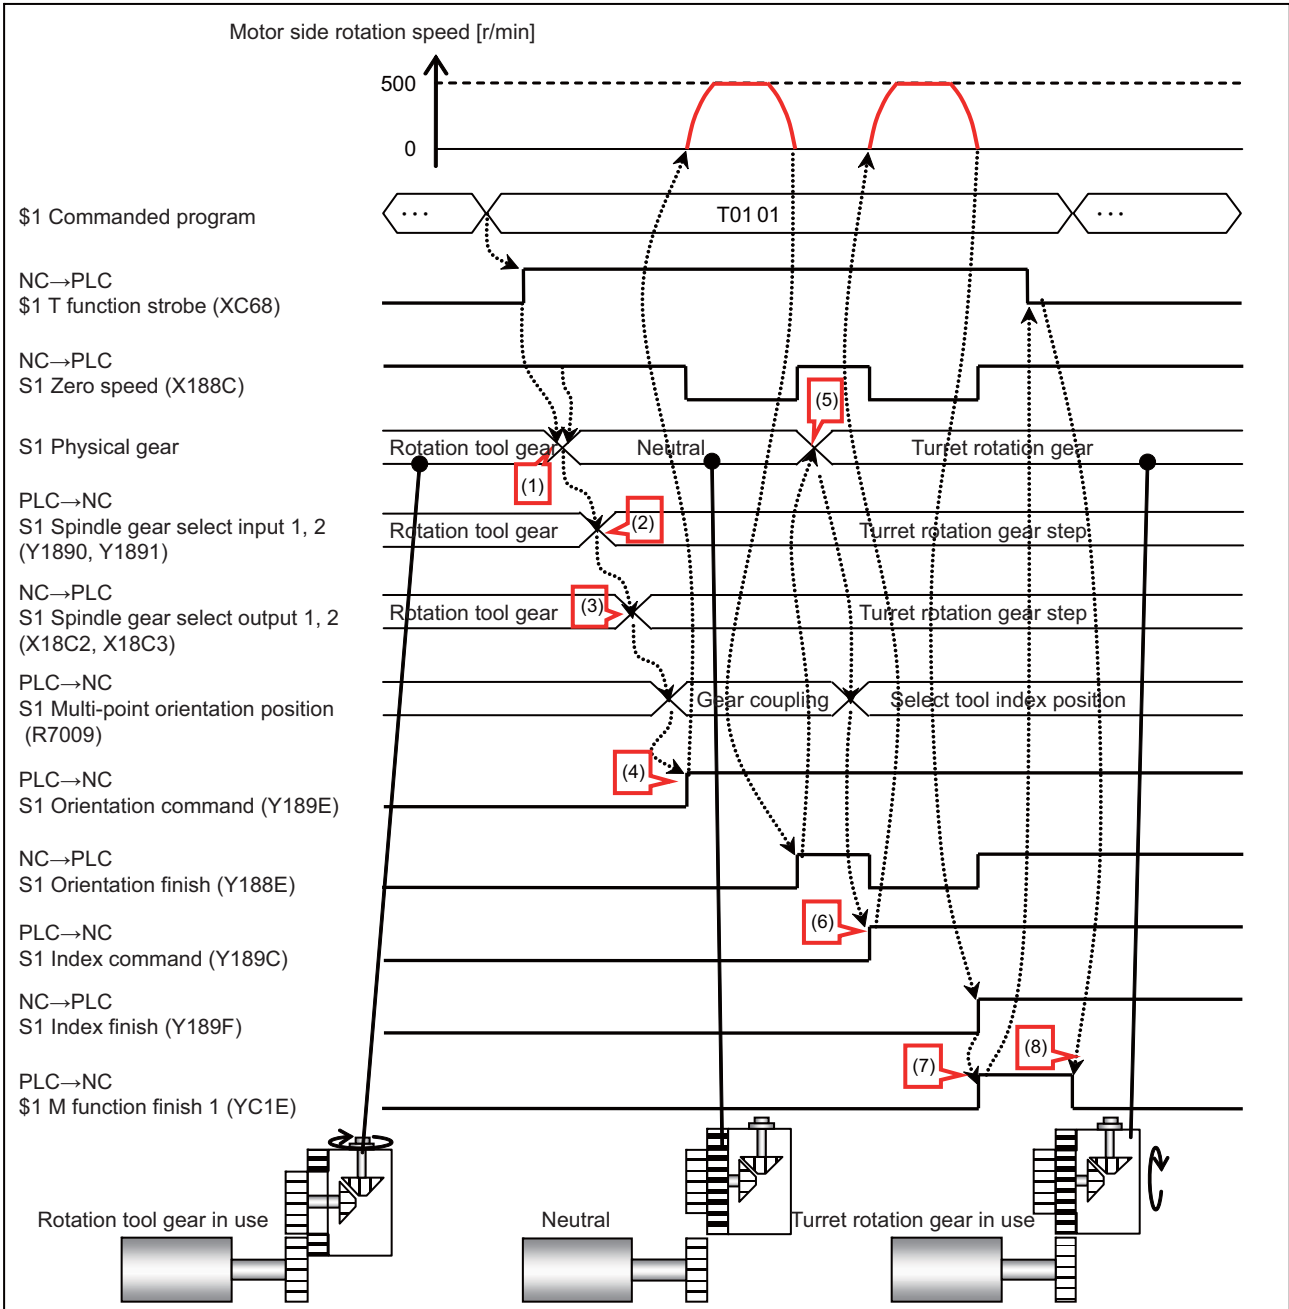 Motor side rotation speed [r/min]
500
0
$1 Commanded program
···
T01 01
···
NC→PLC
$1 T function strobe (XC68)
NC→PLC
S1 Zero speed (X188C)
(5)
S1 Physical gear
Rotation tool gear
Neutral
Turret rotation gear
(1)
PLC→NC
S1 Spindle gear select input 1, 2
(Y1890, Y1891)
Rotation tool gear
(2)
Turret rotation gear step
NC→PLC
S1 Spindle gear select output 1, 2
(X18C2, X18C3)
Rotation tool gear
(3)
Turret rotation gear step
PLC→NC
S1 Multi-point orientation position
(R7009)
Gear coupling
Select tool index position
PLC→NC
S1 Orientation command (Y189E)
(4)
NC→PLC
S1 Orientation finish (Y188E)
PLC→NC
S1 Index command (Y189C)
(6)
NC→PLC
S1 Index finish (Y189F)
PLC→NC
$1 M function finish 1 (YC1E)
(7)
(8)
Rotation tool gear in use
Neutral
Turret rotation gear in use